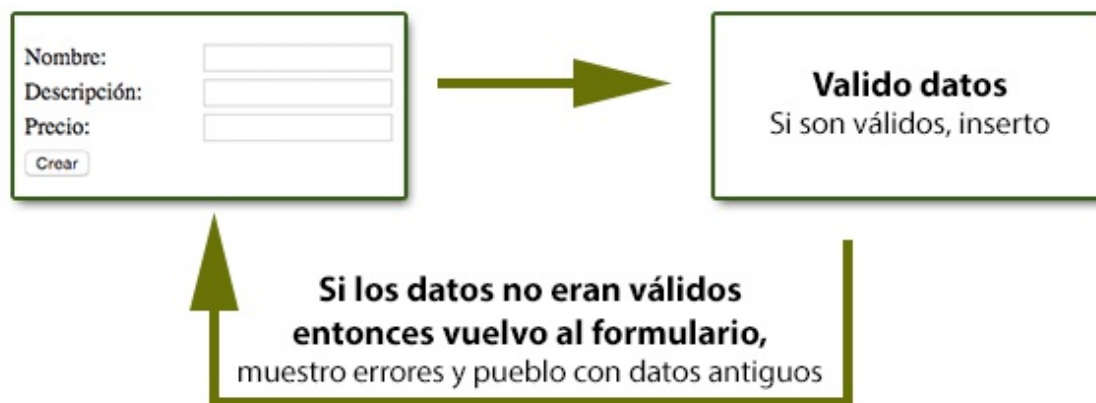 Nombre:
Descripción:
Precio:
Crear
Valido datos
Si son válidos, inserto
Si los datos no eran válidos
entonces vuelvo al formulario,
muestro errores y pueblo con datos antiguos